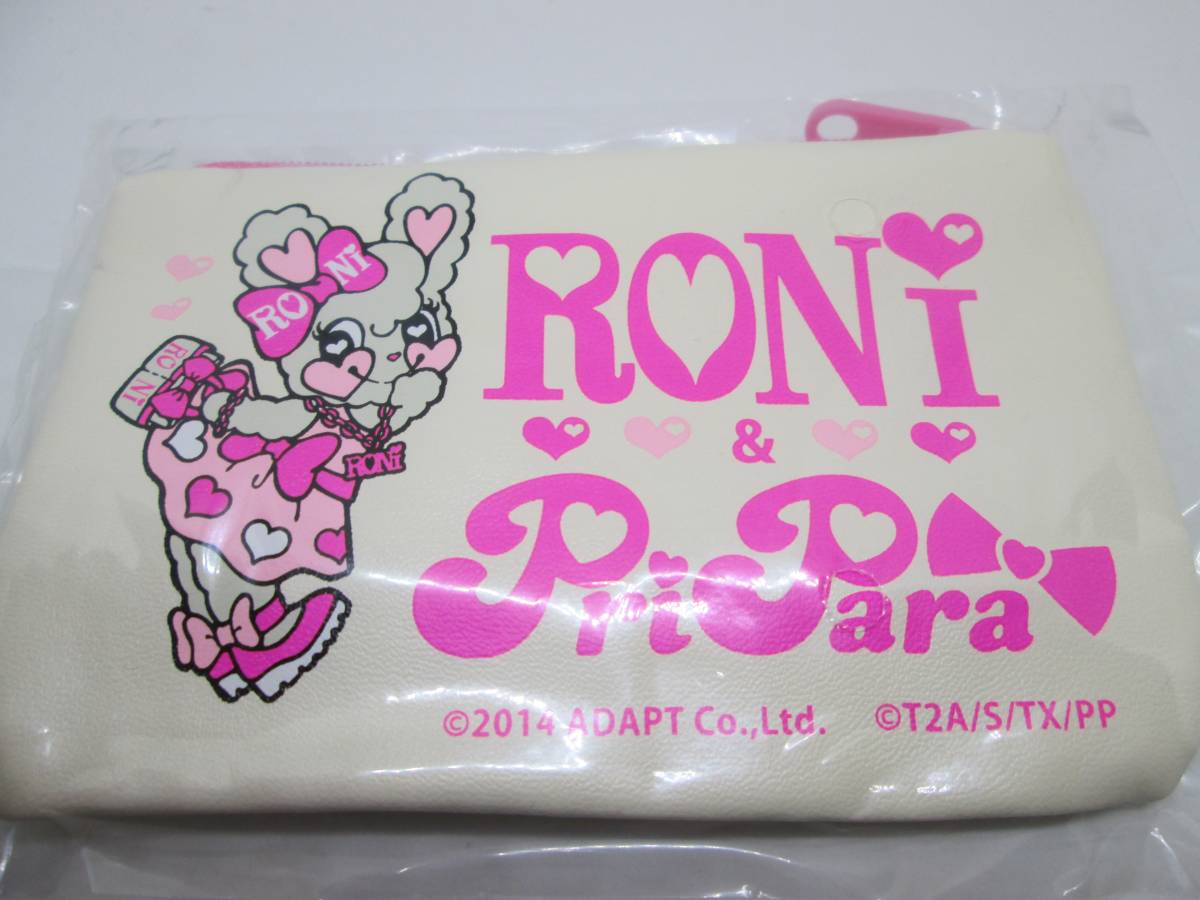 RONi
RO Ni
RONi
RONi
&
PriPara
©2014 ADAPT Co.,Ltd.
©T2A/S/TX/PP